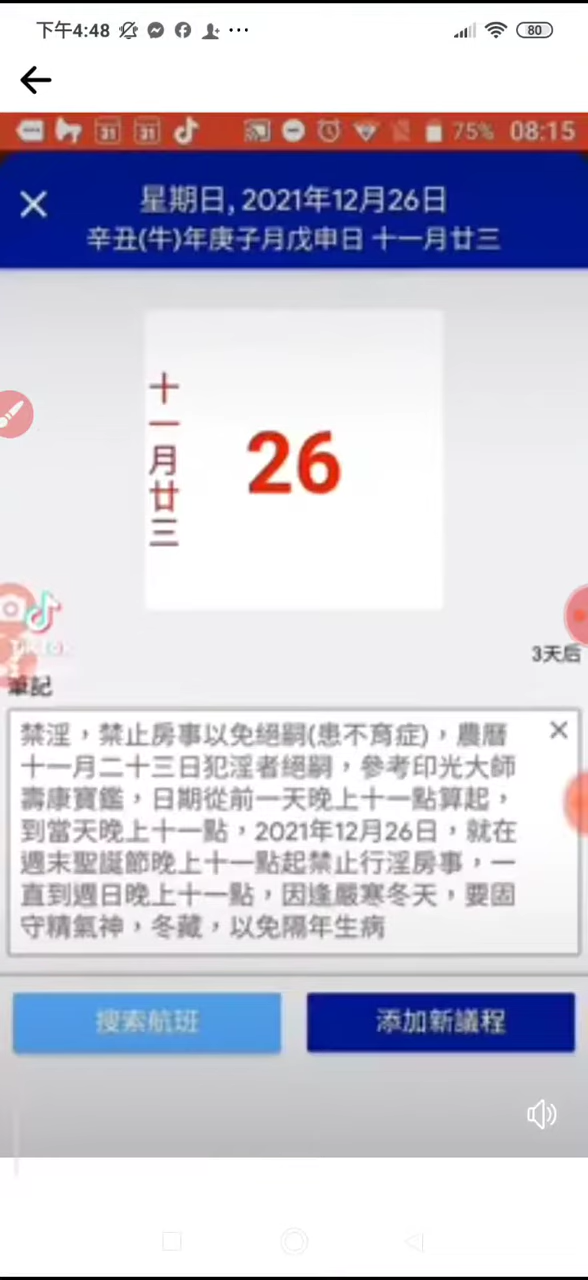 下午4:48
80
31 31 75% 08:15
星期日, 2021年12月26日
辛丑(牛)年庚子月戊申日 十一月廿三
十一月廿三
26
TikTok
3天后
筆記
禁淫，禁止房事以免絕嗣(患不育症)，農曆
十一月二十三日犯淫者絕嗣，參考印光大師
壽康寶鑑，日期從前一天晚上十一點算起，
到當天晚上十一點，2021年12月26日，就在
週末聖誕節晚上十一點起禁止行淫房事，一
直到週日晚上十一點，因逢嚴寒冬天，要固
守精氣神，冬藏，以免隔年生病
搜索航班
添加新議程